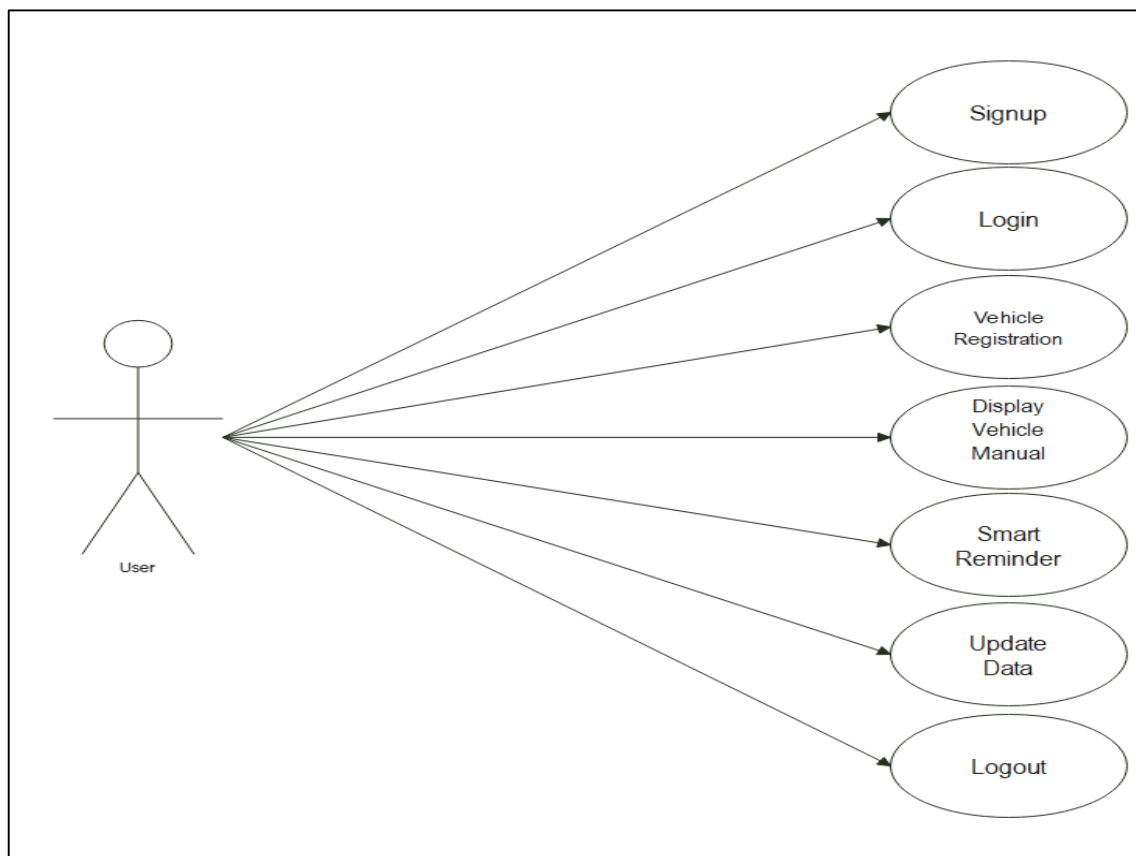 Signup
Login
Vehicle
Registration
Display
Vehicle
Manual
Smart
Reminder
Update
Data
Logout
User